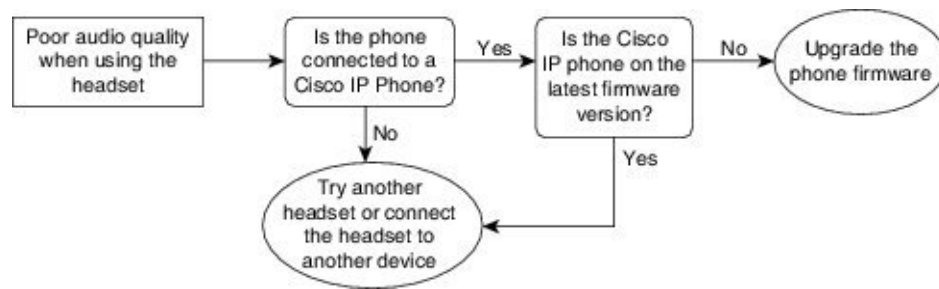 Poor audio quality
when using the
headset
Is the phone
connected to a
Cisco IP Phone?
Yes
Is the Cisco
IP phone on the
latest firmware
version?
No
Upgrade the
phone firmware
No
Yes
Try another
headset or connect
the headset to
another device